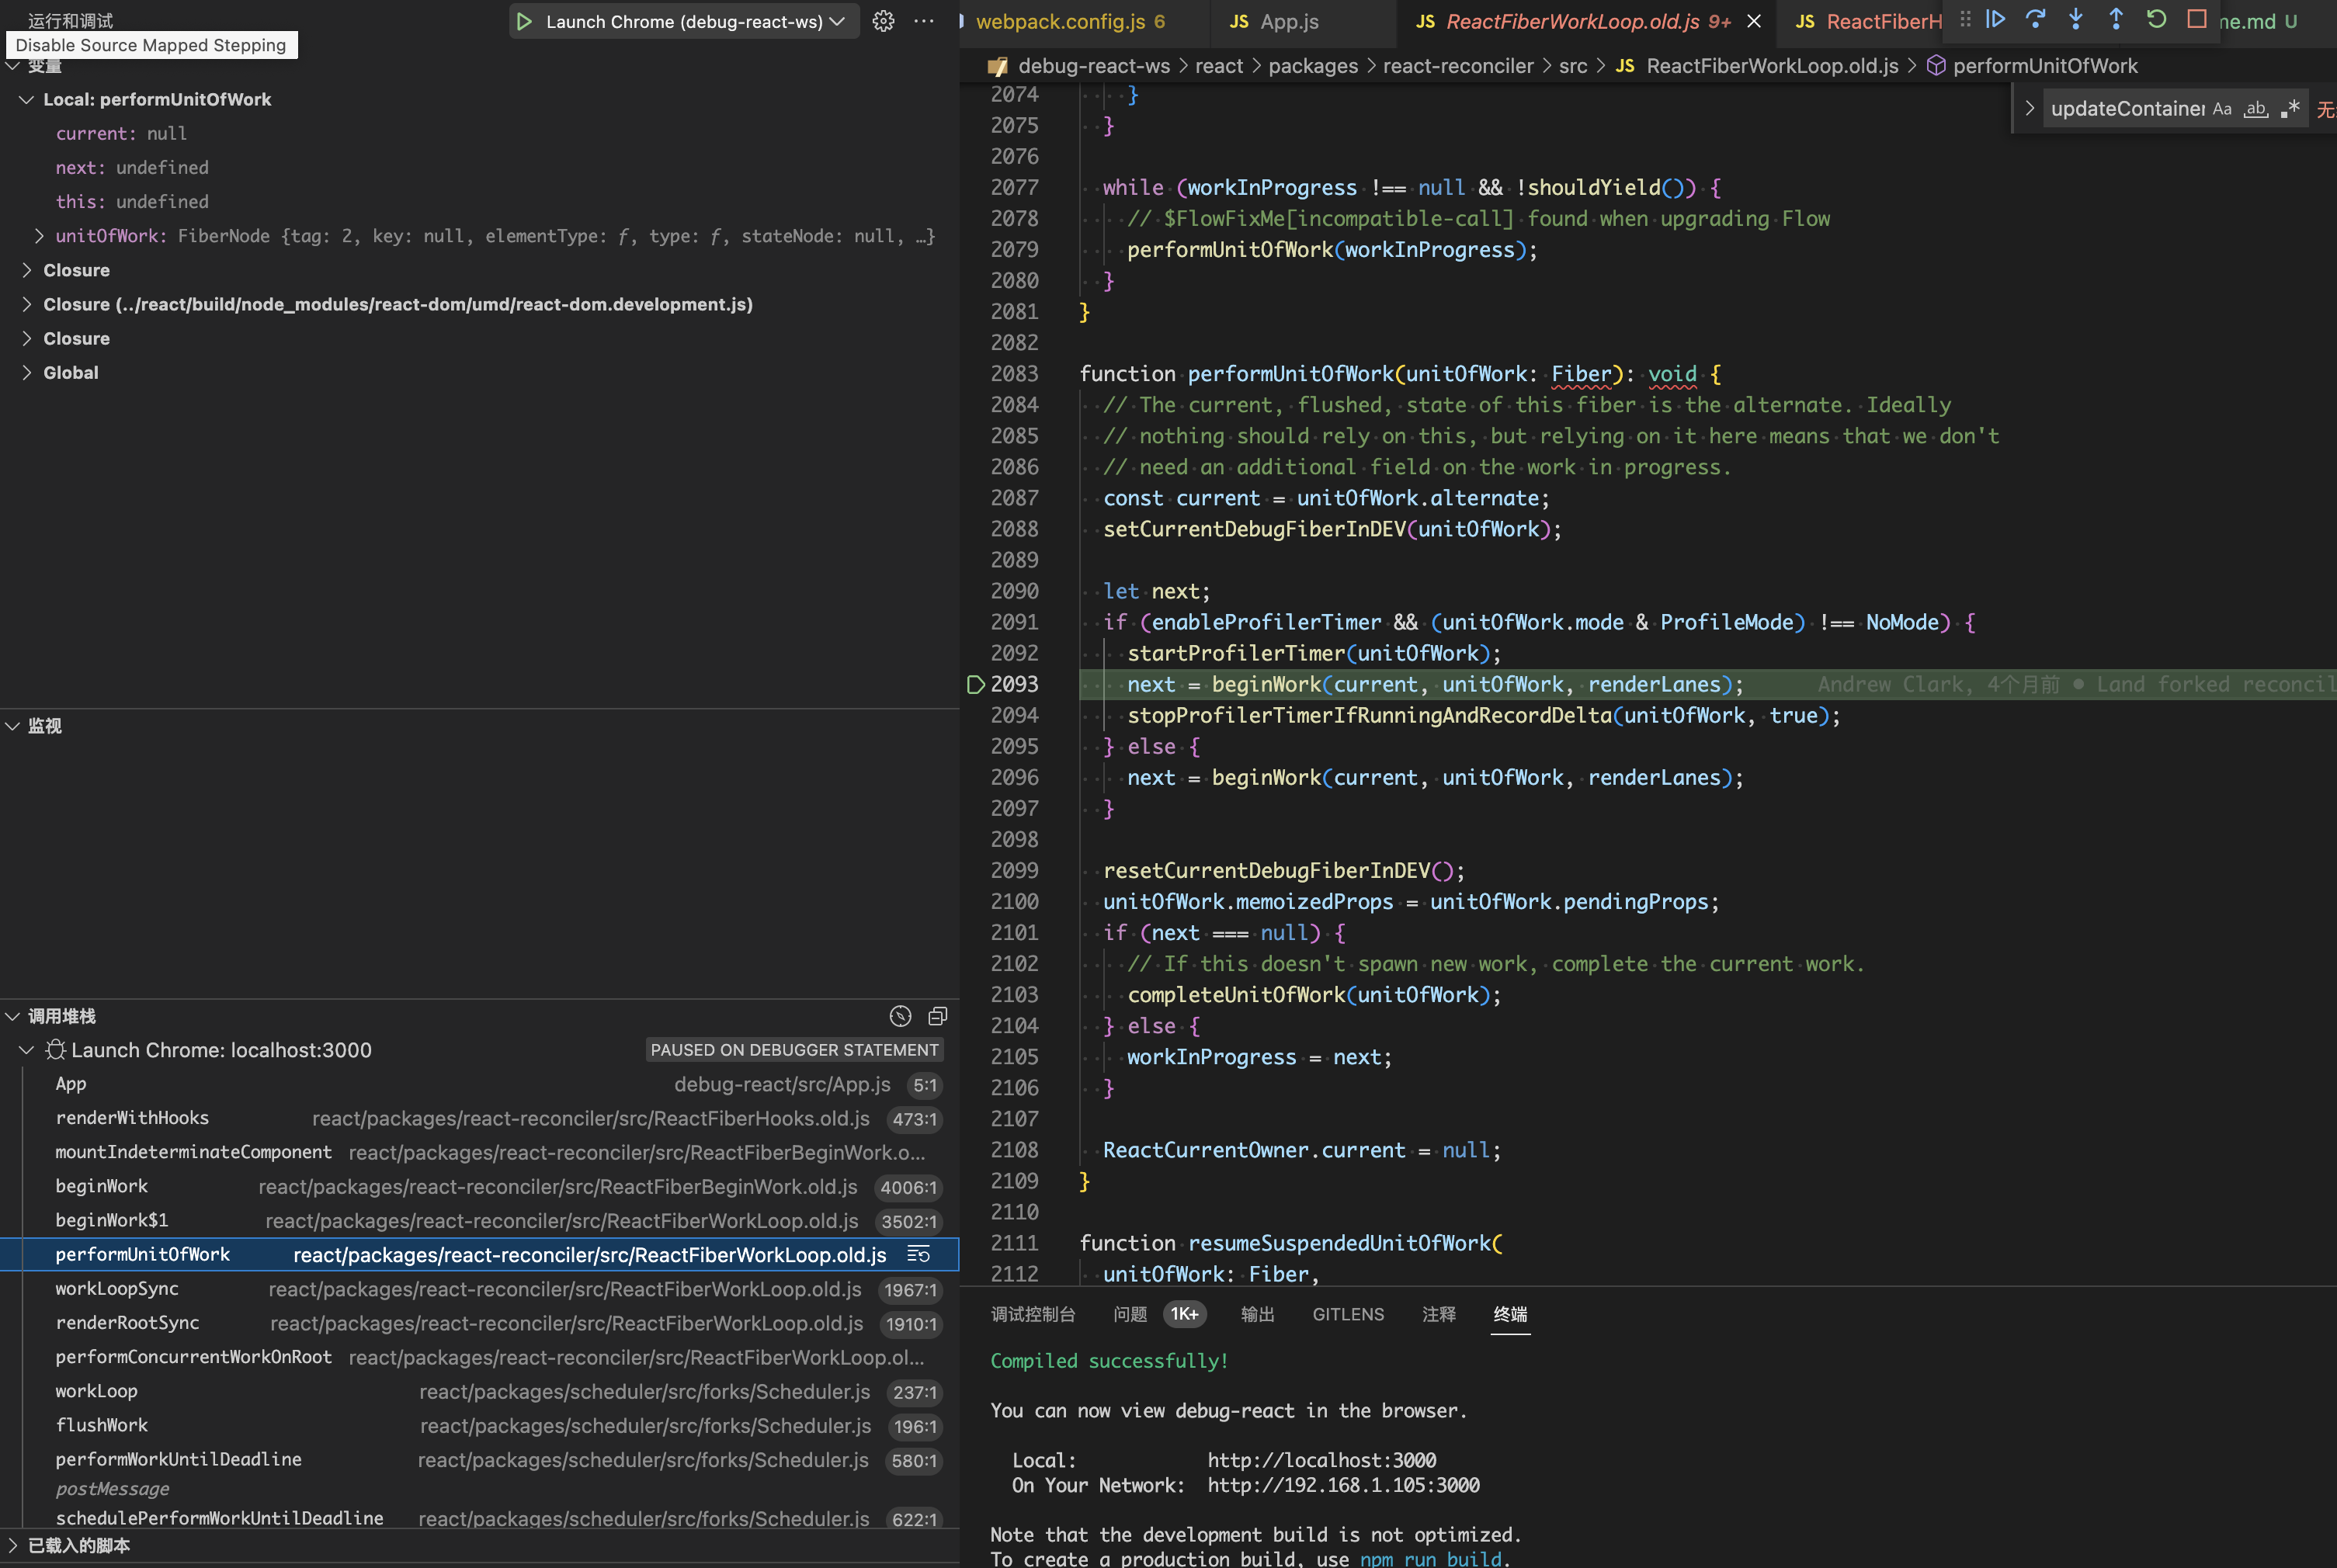 运行和调试
Launch Chrome (debug-react-ws)
Disable Source Mapped Stepping
变量
Local: performUnitOfWork
current: null
next: undefined
this: undefined
unitOfWork: FiberNode {tag: 2, key: null, elementType: ƒ, type: ƒ, stateNode: null, …}
Closure
Closure (../react/build/node_modules/react-dom/umd/react-dom.development.js)
Closure
Global
监视
调用堆栈
Launch Chrome: localhost:3000 PAUSED ON DEBUGGER STATEMENT
App debug-react/src/App.js 5:1
renderWithHooks react/packages/react-reconciler/src/ReactFiberHooks.old.js 473:1
mountIndeterminateComponent react/packages/react-reconciler/src/ReactFiberBeginWork.o...
beginWork react/packages/react-reconciler/src/ReactFiberBeginWork.old.js 4006:1
beginWork$1 react/packages/react-reconciler/src/ReactFiberWorkLoop.old.js 3502:1
performUnitOfWork react/packages/react-reconciler/src/ReactFiberWorkLoop.old.js
workLoopSync react/packages/react-reconciler/src/ReactFiberWorkLoop.old.js 1967:1
renderRootSync react/packages/react-reconciler/src/ReactFiberWorkLoop.old.js 1910:1
performConcurrentWorkOnRoot react/packages/react-reconciler/src/ReactFiberWorkLoop.ol...
workLoop react/packages/scheduler/src/forks/Scheduler.js 237:1
flushWork react/packages/scheduler/src/forks/Scheduler.js 196:1
performWorkUntilDeadline react/packages/scheduler/src/forks/Scheduler.js 580:1
postMessage
schedulePerformWorkUntilDeadline react/packages/scheduler/src/forks/Scheduler.js 622:1
已载入的脚本
webpack.config.js 6 JS App.js JS ReactFiberWorkLoop.old.js 9+ JS ReactFiberH me.md U
debug-react-ws > react > packages > react-reconciler > src > JS ReactFiberWorkLoop.old.js > performUnitOfWork
updateContainer Aa ab .* 无
2074 }
2075 }
2076
2077 while (workInProgress !== null && !shouldYield()) {
2078 // $FlowFixMe[incompatible-call] found when upgrading Flow
2079 performUnitOfWork(workInProgress);
2080 }
2081 }
2082
2083 function performUnitOfWork(unitOfWork: Fiber): void {
2084 // The current, flushed, state of this fiber is the alternate. Ideally
2085 // nothing should rely on this, but relying on it here means that we don't
2086 // need an additional field on the work in progress.
2087 const current = unitOfWork.alternate;
2088 setCurrentDebugFiberInDEV(unitOfWork);
2089
2090 let next;
2091 if (enableProfilerTimer && (unitOfWork.mode & ProfileMode) !== NoMode) {
2092 startProfilerTimer(unitOfWork);
2093 next = beginWork(current, unitOfWork, renderLanes); Andrew Clark, 4个月前 • Land forked reconcil
2094 stopProfilerTimerIfRunningAndRecordDelta(unitOfWork, true);
2095 } else {
2096 next = beginWork(current, unitOfWork, renderLanes);
2097 }
2098
2099 resetCurrentDebugFiberInDEV();
2100 unitOfWork.memoizedProps = unitOfWork.pendingProps;
2101 if (next === null) {
2102 // If this doesn't spawn new work, complete the current work.
2103 completeUnitOfWork(unitOfWork);
2104 } else {
2105 workInProgress = next;
2106 }
2107
2108 ReactCurrentOwner.current = null;
2109 }
2110
2111 function resumeSuspendedUnitOfWork(
2112 unitOfWork: Fiber,
调试控制台 问题 1K+ 输出 GITLENS 注释 终端
Compiled successfully!
You can now view debug-react in the browser.
Local: http://localhost:3000
On Your Network: http://192.168.1.105:3000
Note that the development build is not optimized.
To create a production build, use npm run build.